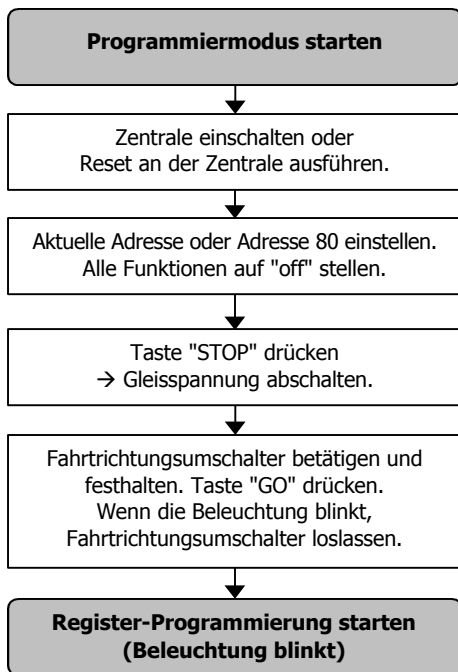 Programmiermodus starten
Zentrale einschalten oder
Reset an der Zentrale ausführen.
Aktuelle Adresse oder Adresse 80 einstellen.
Alle Funktionen auf "off" stellen.
Taste "STOP" drücken
→ Gleisspannung abschalten.
Fahrtrichtungsumschalter betätigen und
festhalten. Taste "GO" drücken.
Wenn die Beleuchtung blinkt,
Fahrtrichtungsumschalter loslassen.
Register-Programmierung starten
(Beleuchtung blinkt)